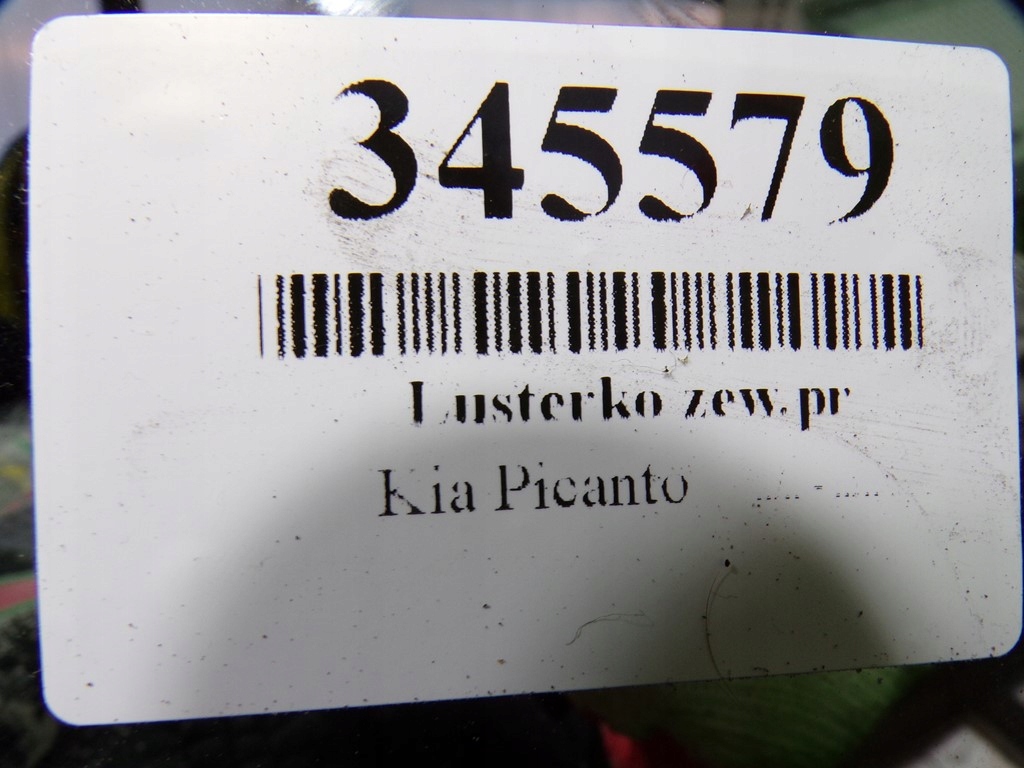 345579
Lusterko zew.pr
Kia Picanto